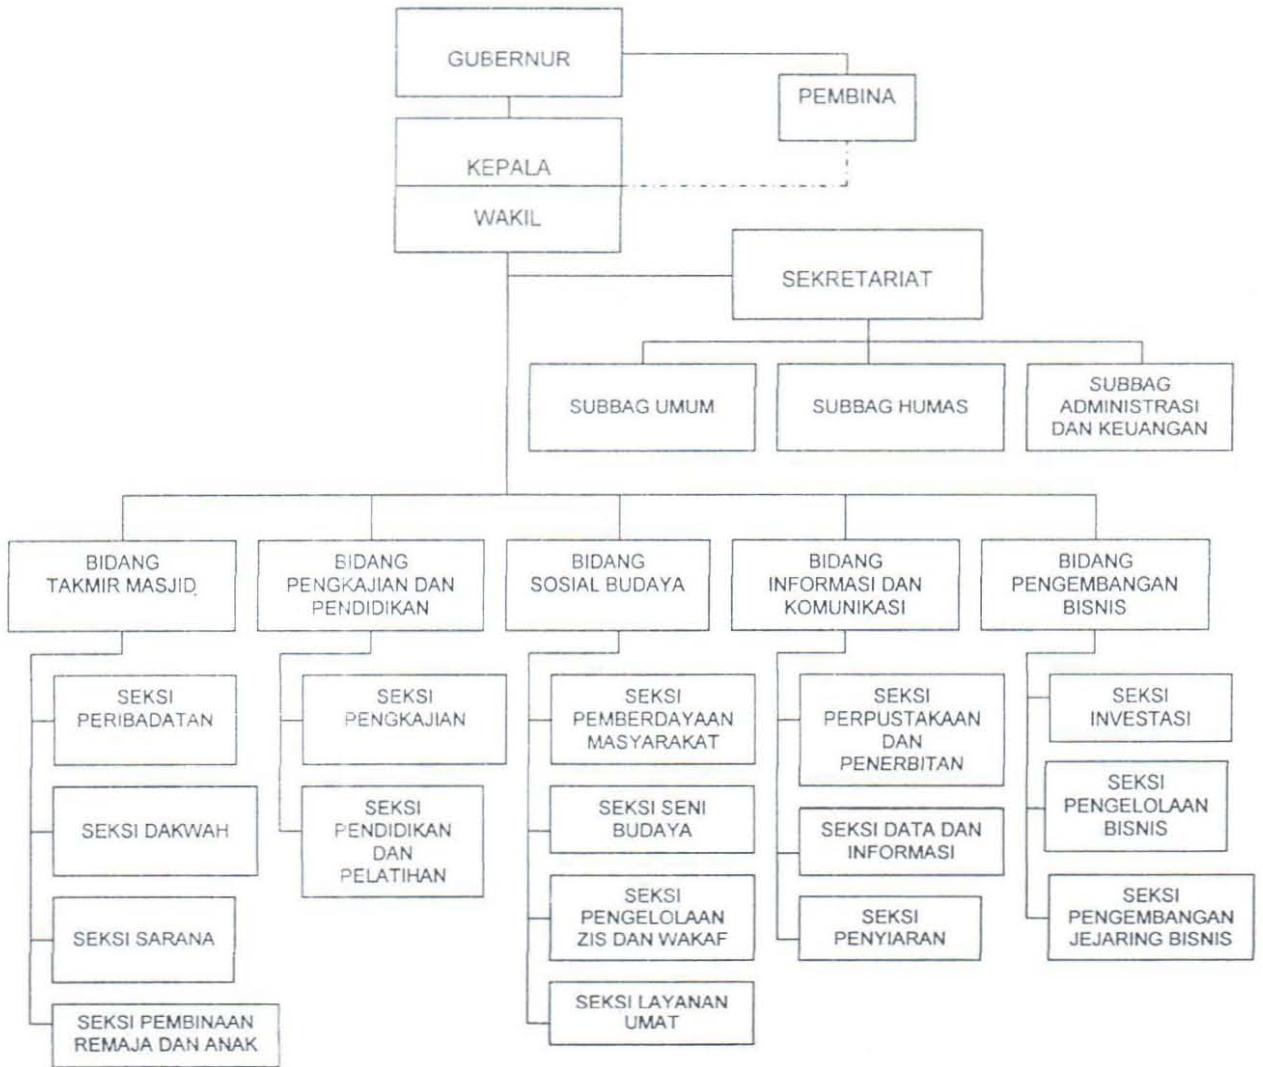 GUBERNUR
PEMBINA
KEPALA
WAKIL
SEKRETARIAT
SUBBAG UMUM
SUBBAG HUMAS
SUBBAG
ADMINISTRASI
DAN KEUANGAN
BIDANG
TAKMIR MASJID
BIDANG
PENGKAJIAN DAN
PENDIDIKAN
BIDANG
SOSIAL BUDAYA
BIDANG
INFORMASI DAN
KOMUNIKASI
BIDANG
PENGEMBANGAN
BISNIS
SEKSI
PERIBADATAN
SEKSI DAKWAH
SEKSI SARANA
SEKSI PEMBINAAN
REMAJA DAN ANAK
SEKSI
PENGKAJIAN
SEKSI
PENDIDIKAN
DAN
PELATIHAN
SEKSI
PEMBERDAYAAN
MASYARAKAT
SEKSI SENI
BUDAYA
SEKSI
PENGELOLAAN
ZIS DAN WAKAF
SEKSI LAYANAN
UMAT
SEKSI
PERPUSTAKAAN
DAN
PENERBITAN
SEKSI DATA DAN
INFORMASI
SEKSI
PENYIARAN
SEKSI
INVESTASI
SEKSI
PENGELOLAAN
BISNIS
SEKSI
PENGEMBANGAN
JEJARING BISNIS